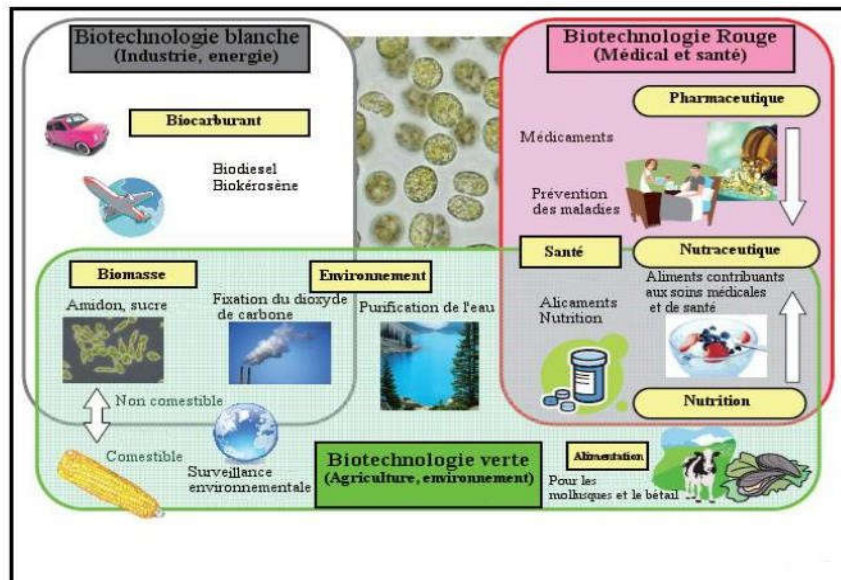 Biotechnologie blanche
(Industrie, energie)
Biocarburant
Biodiesel
Biokérosène
Biotechnologie Rouge
(Médical et santé)
Pharmaceutique
Médicaments
Prévention
des maladies
Santé
Nutraceutique
Alicaments
Nutrition
Aliments contribuants
aux soins médicales
et de santé
Nutrition
Biomasse
Amidon, sucre
Environnement
Fixation du dioxyde
de carbone
Purification de l'eau
Non comestible
Comestible
Surveillance
environnementale
Biotechnologie verte
(Agriculture, environment)
Alimentation
Pour les
mollusques et le bétail